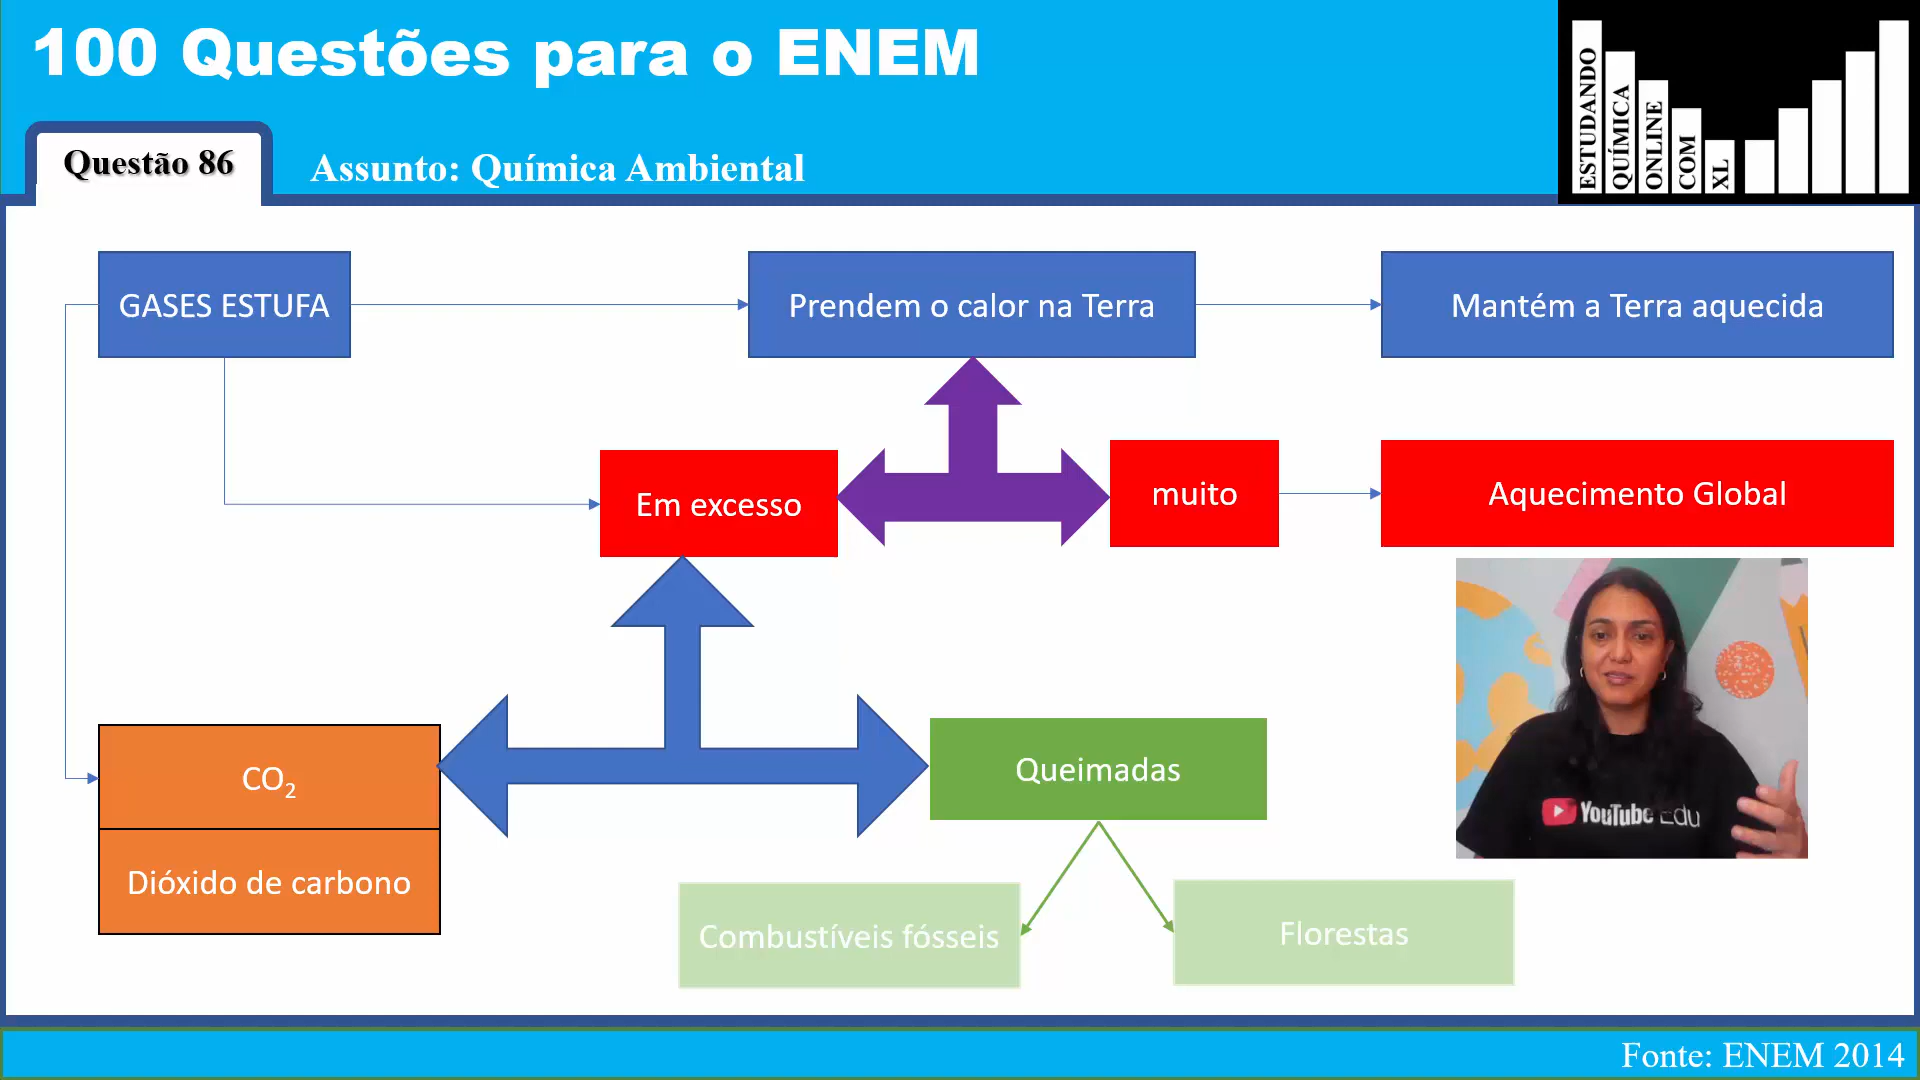 100 Questões para o ENEM
Questão 86
Assunto: Química Ambiental
ESTUDANDO
QUÍMICA
ONLINE
COM
XL
GASES ESTUFA
Prendem o calor na Terra
Mantém a Terra aquecida
Em excesso
muito
Aquecimento Global
CO₂
Dióxido de carbono
Queimadas
Combustíveis fósseis
Florestas
YouTube Edu
Fonte: ENEM 2014